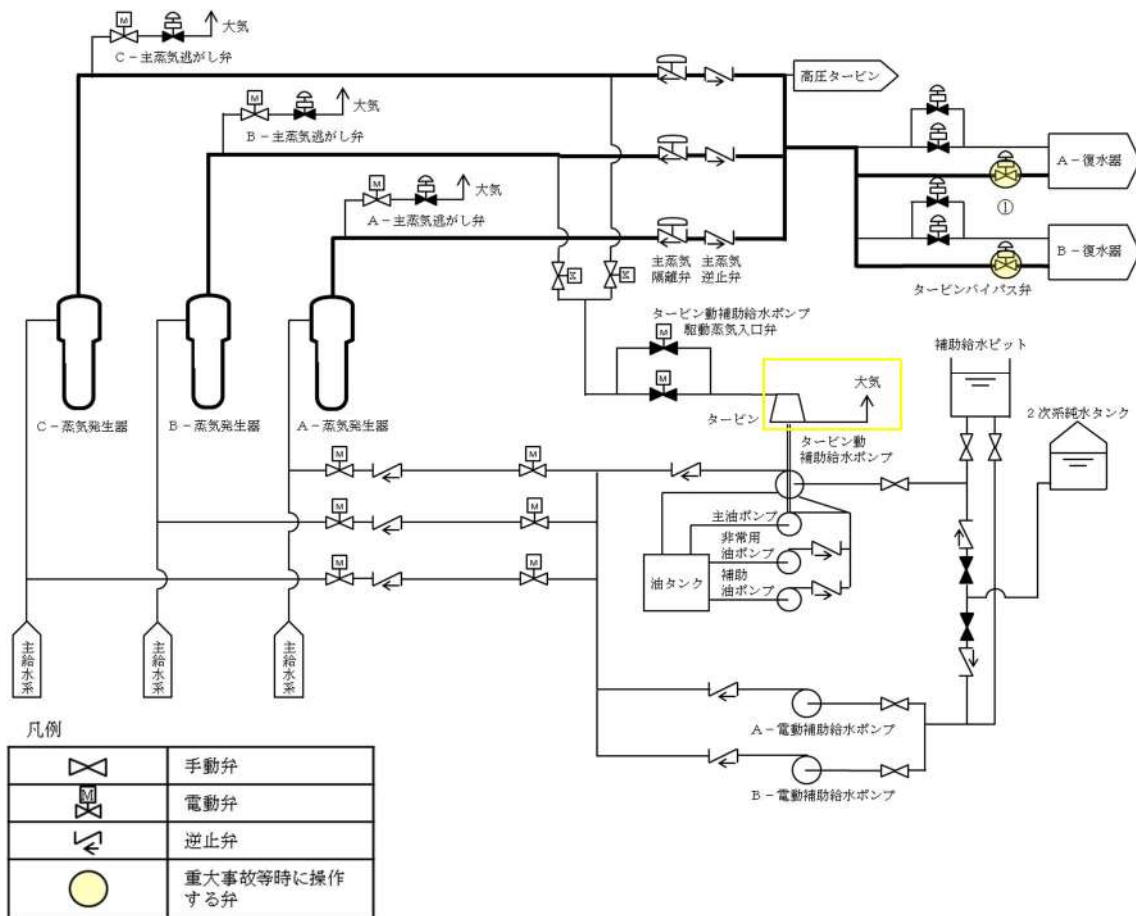 大気
C－主蒸気逃がし弁
大気
B－主蒸気逃がし弁
大気
A－主蒸気逃がし弁
高圧タービン
A－復水器
①
B－復水器
タービンバイパス弁
主蒸気
隔離弁
主蒸気
逆止弁
タービン動補助給水ポンプ
駆動蒸気入口弁
補助給水ピット
大気
2次系純水タンク
タービン
タービン動
補助給水ポンプ
C－蒸気発生器
B－蒸気発生器
A－蒸気発生器
主油ポンプ
非常用
油ポンプ
補助
油ポンプ
油タンク
主給水系
主給水系
主給水系
A－電動補助給水ポンプ
B－電動補助給水ポンプ
凡例
手動弁
M
電動弁
逆止弁
重大事故等時に操作
する弁